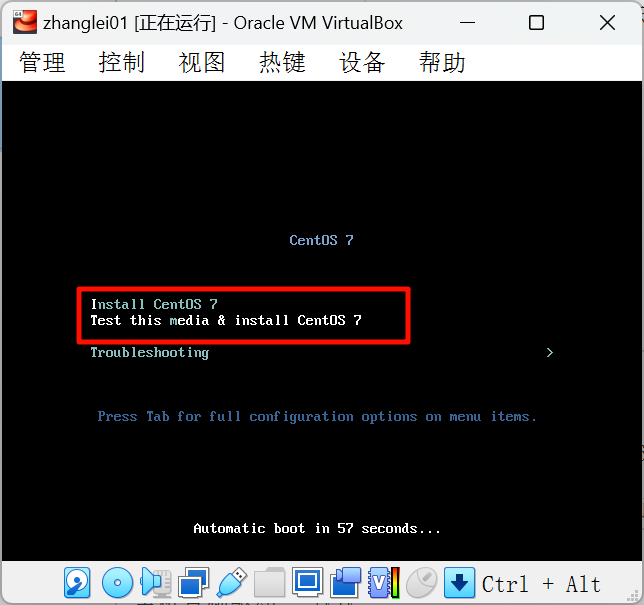 zhanglei01 [正在运行] - Oracle VM VirtualBox
管理 控制 视图 热键 设备 帮助
CentOS 7
Install CentOS 7
Test this media & install CentOS 7
Troubleshooting >
Press Tab for full configuration options on menu items.
Automatic boot in 57 seconds...
Ctrl + Alt